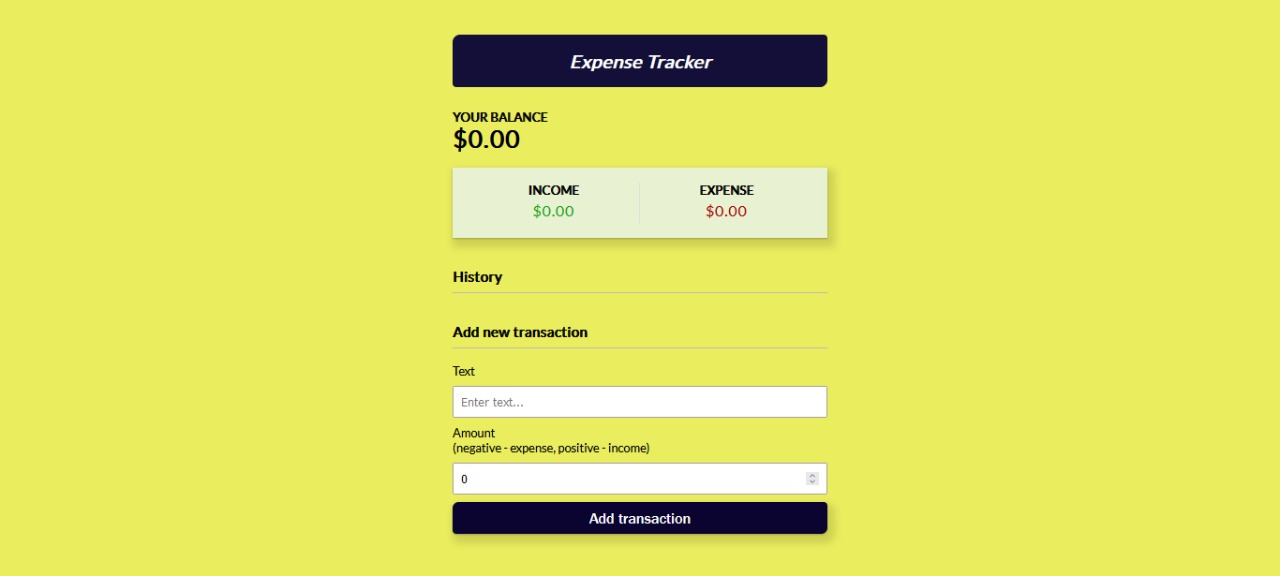 Expense Tracker
YOUR BALANCE
$0.00
INCOME
EXPENSE
$0.00
$0.00
History
Add new transaction
Text
Enter text...
Amount
(negative - expense, positive - income)
0
Add transaction